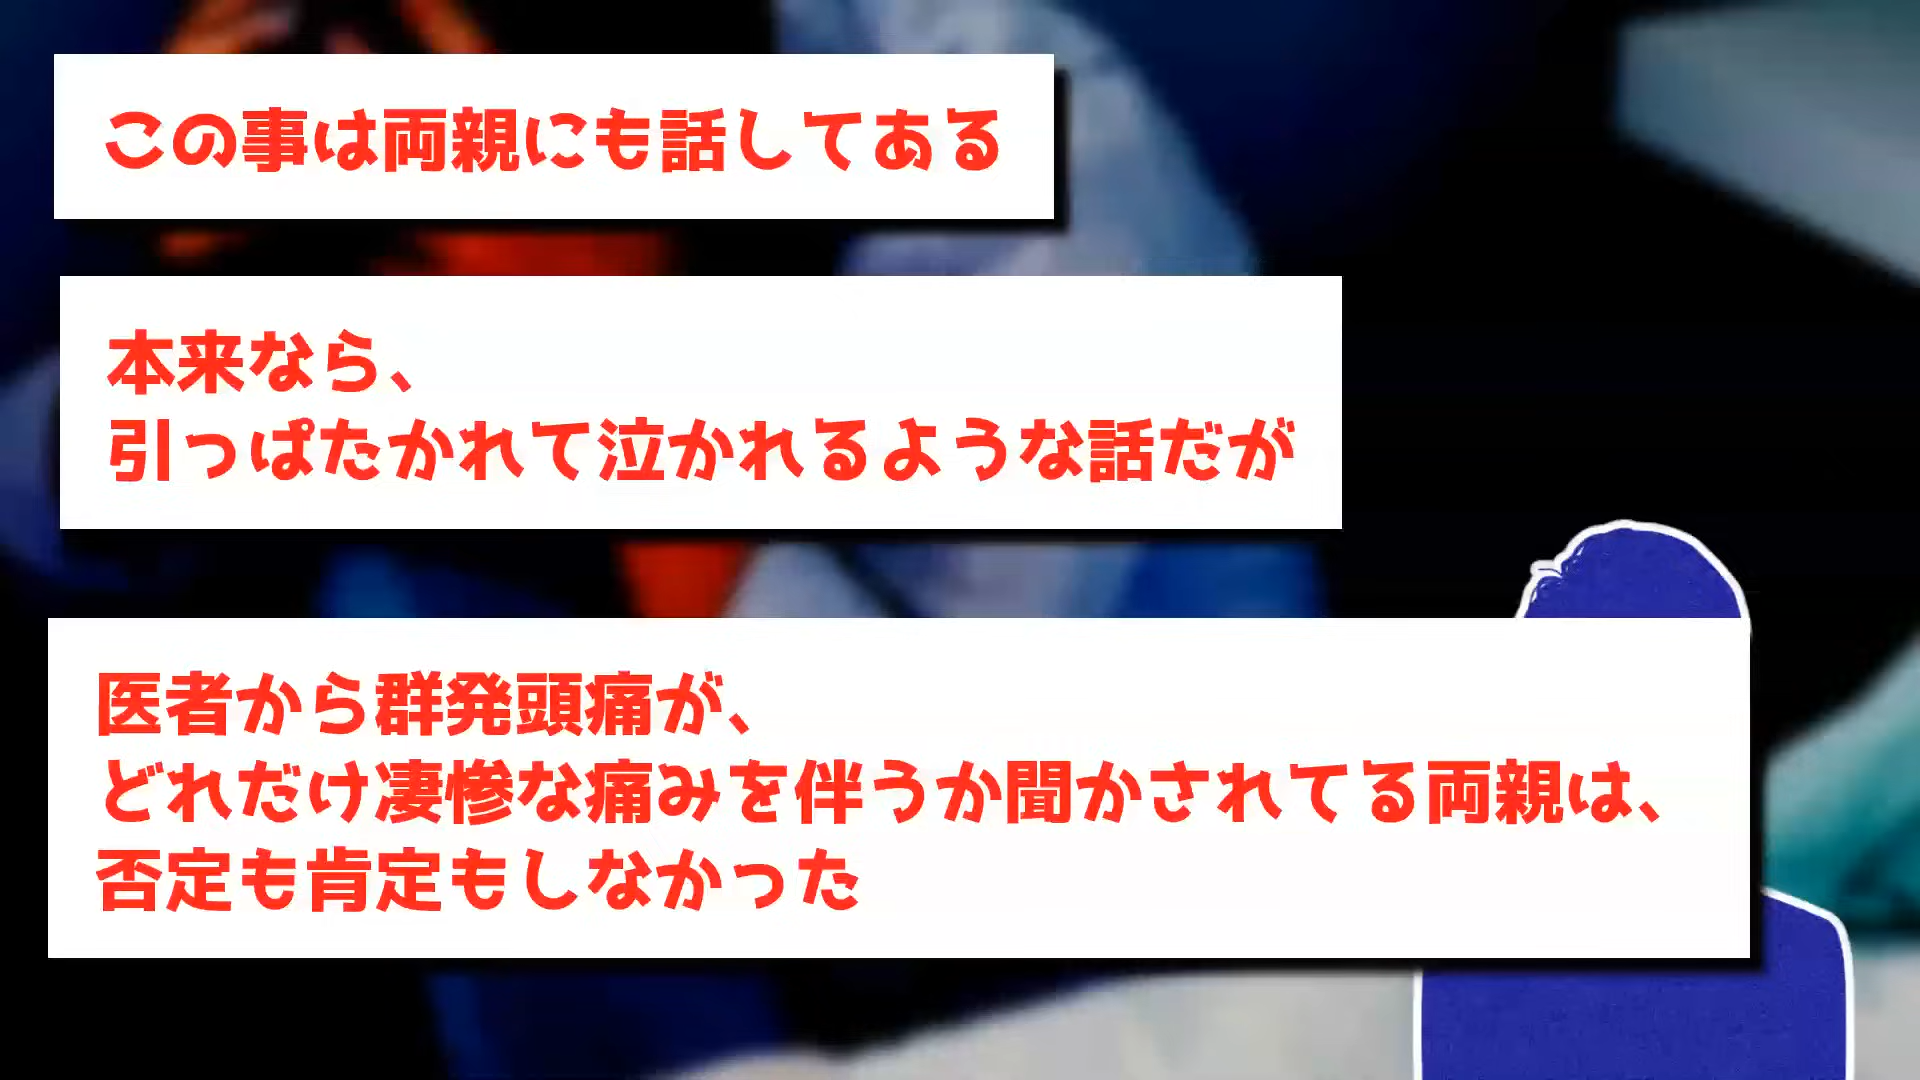 この事は両親にも話してある
本来なら、
引っぱたかれて泣かれるような話だが
医者から群発頭痛が、
どれだけ凄惨な痛みを伴うか聞かされてる両親は、
否定も肯定もしなかった